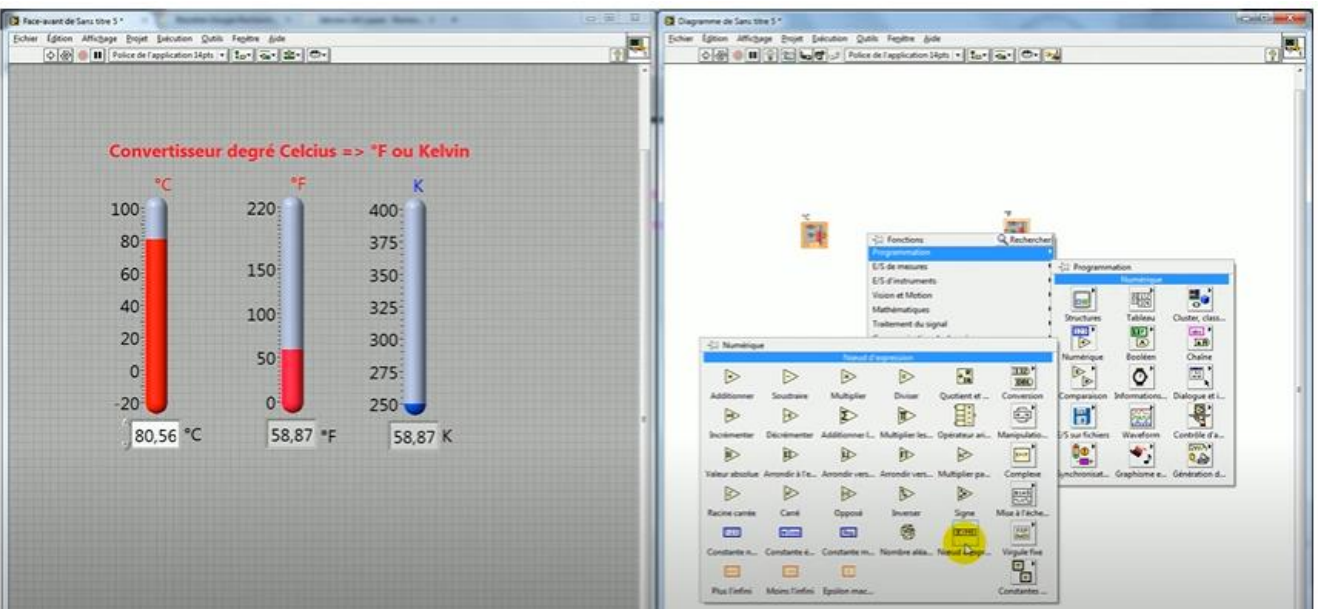 Face-avant de Sans titre 5 *
Fichier Édition Affichage Projet Exécution Outils Fenêtre Aide
Police de l'application 14pts
Convertisseur degré Celcius => °F ou Kelvin
°C °F K
100 220 400
80 375
60 150 350
40 100 325
20 300
0 50 275
-20 0 250
80,56 °C 58,87 °F 58,87 K
Diagramme de Sans titre 5 *
Fichier Édition Affichage Projet Exécution Outils Fenêtre Aide
Police de l'application 14pts
°C °F
Fonctions Rechercher
Programmation
E/S de mesures
E/S d'instruments
Vision et Motion
Mathématiques
Traitement du signal
Programmation
Numérique
Structures Tableau Cluster, class...
Numérique Booléen Chaîne
Comparaison Informations... Dialogue et i...
E/S sur fichiers Waveform Contrôle d'a...
Synchronisat... Graphisme e... Génération d...
Numérique
Nœud d'expression
Additionner Soustraire Multiplier Diviser Quotient et ... Conversion
Incrémenter Décrémenter Additionner l... Multiplier les... Opérateur ari... Manipulatio...
Valeur absolue Arrondir à l'e... Arrondir vers... Arrondir vers... Multiplier pa... Complexe
Racine carrée Carré Opposé Inverser Signe Mise à l'éche...
Constante n... Constante é... Constante m... Nombre aléa... Nœud d'expr... Virgule fixe
Plus l'infini Moins l'infini Epsilon mac... Constantes ...